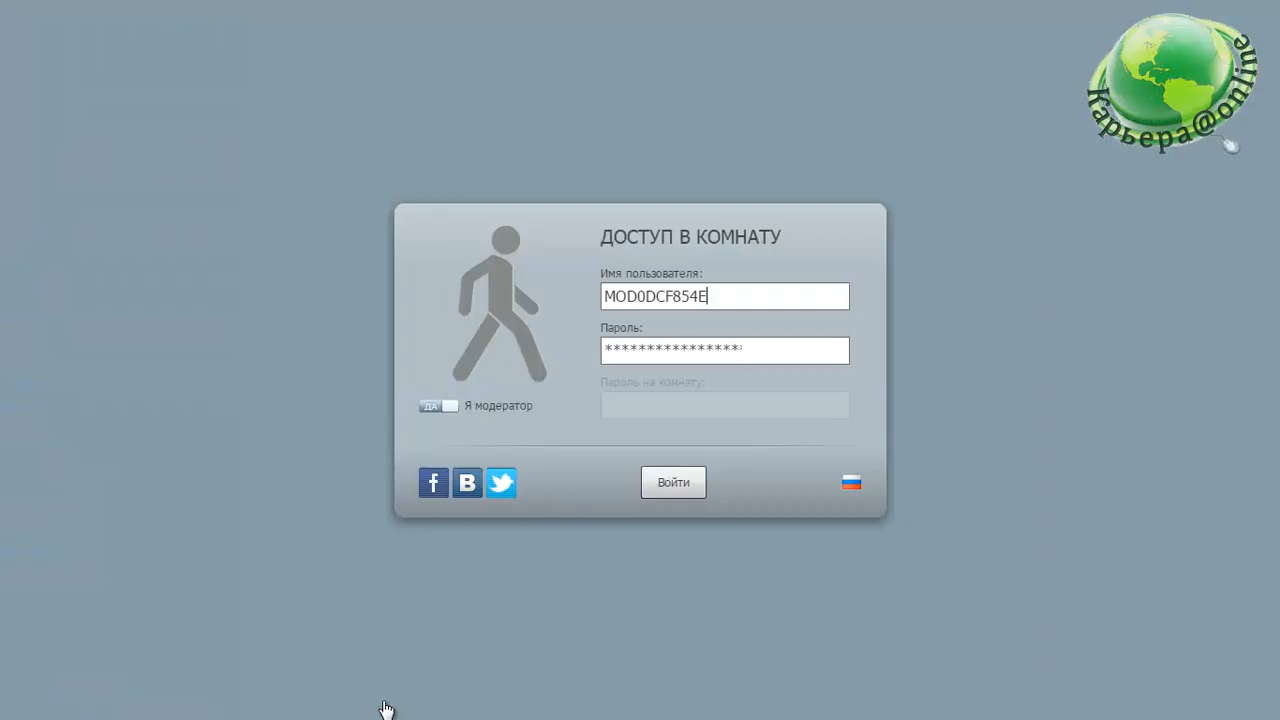 Карьера@online
ДОСТУП В КОМНАТУ
Имя пользователя:
MOD0DCF854E
Пароль:
****************
Пароль на комнату:
ДА Я модератор
f B Войти